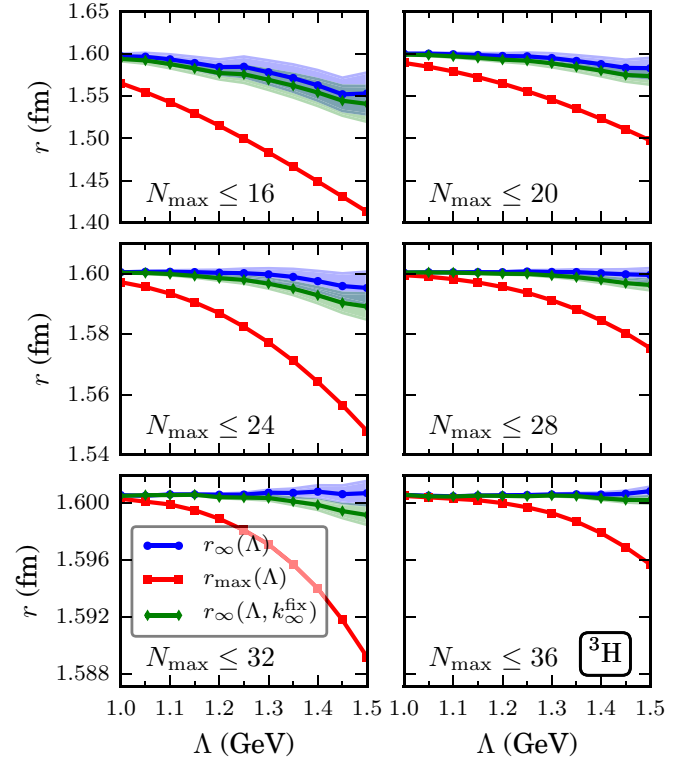 1.65
1.60
1.55
1.50
1.45
1.40
r (fm)
N_max ≤ 16
N_max ≤ 20
1.60
1.58
1.56
1.54
r (fm)
N_max ≤ 24
N_max ≤ 28
1.600
1.596
1.592
1.588
r (fm)
r_∞(Λ)
r_max(Λ)
r_∞(Λ, k_∞^fix)
N_max ≤ 32
N_max ≤ 36
³H
1.0 1.1 1.2 1.3 1.4 1.5
1.0 1.1 1.2 1.3 1.4 1.5
Λ (GeV)
Λ (GeV)